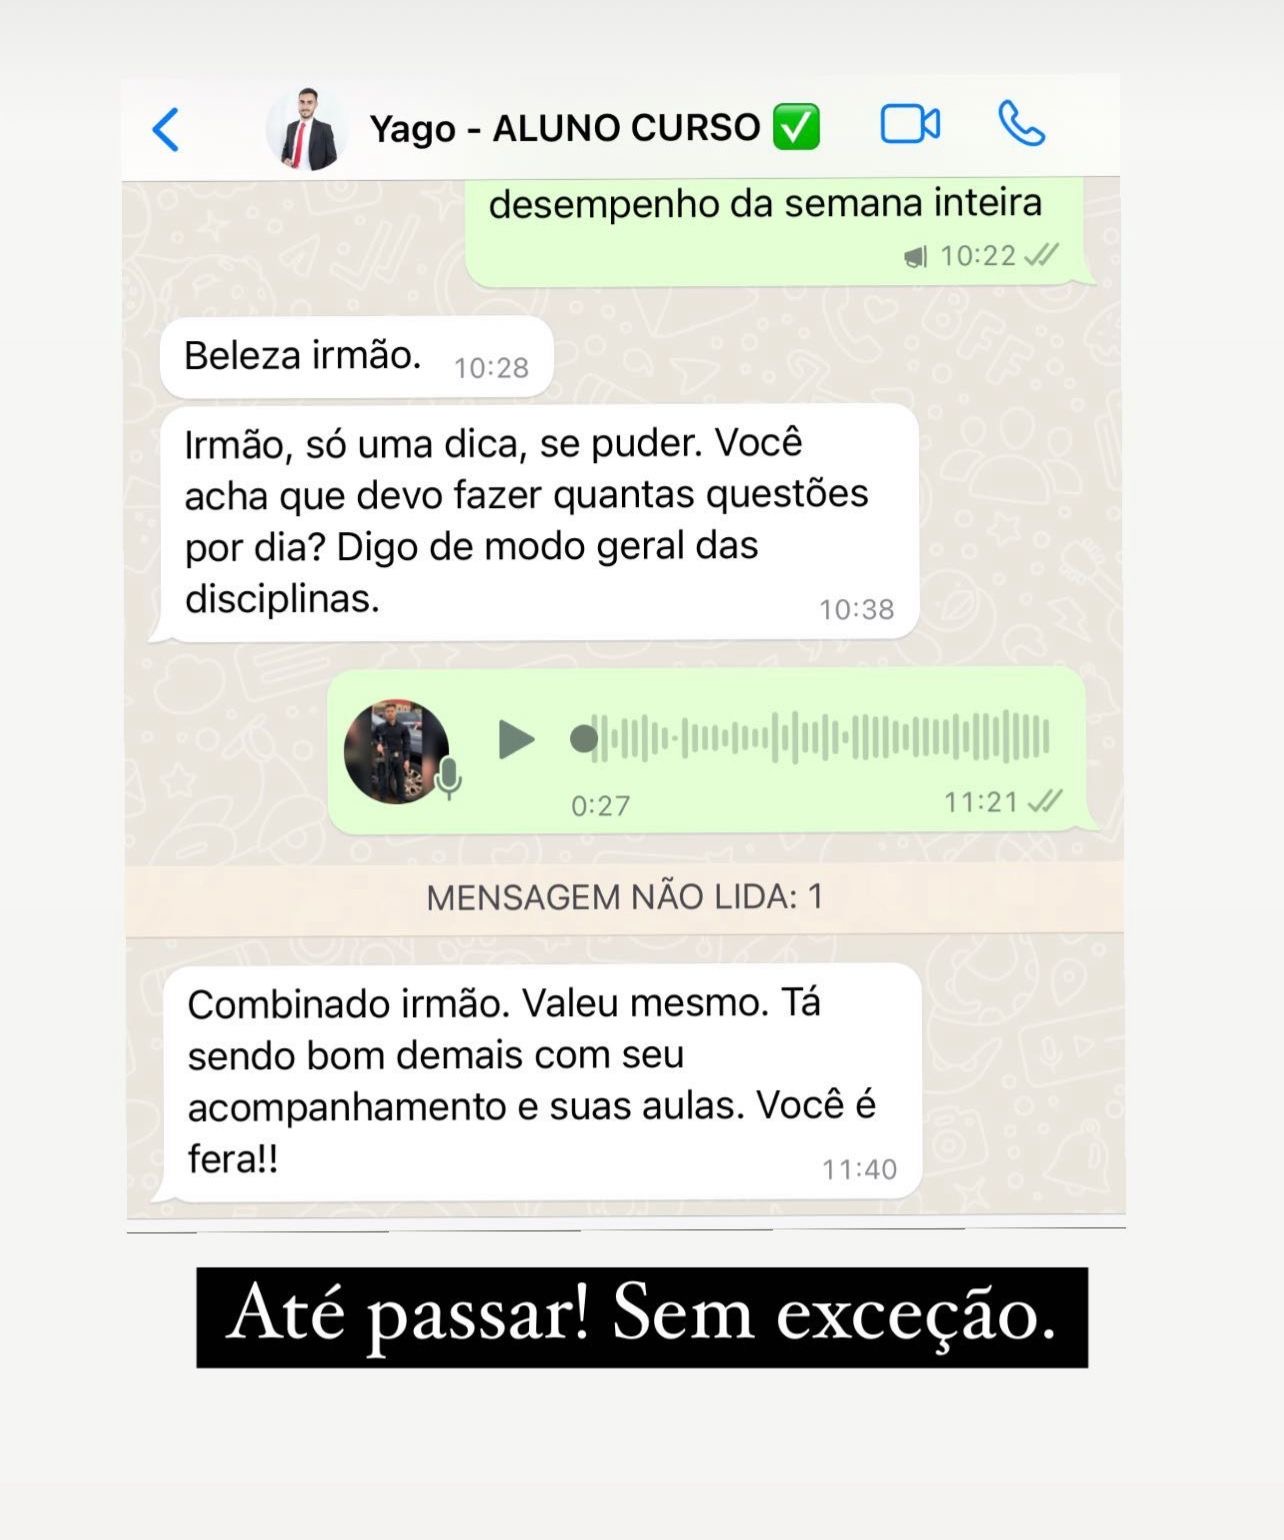 Yago - ALUNO CURSO ✅
desempenho da semana inteira
10:22
Beleza irmão. 10:28
Irmão, só uma dica, se puder. Você
acha que devo fazer quantas questões
por dia? Digo de modo geral das
disciplinas.
10:38
0:27
11:21
MENSAGEM NÃO LIDA: 1
Combinado irmão. Valeu mesmo. Tá
sendo bom demais com seu
acompanhamento e suas aulas. Você é
fera!!
11:40
Até passar! Sem exceção.